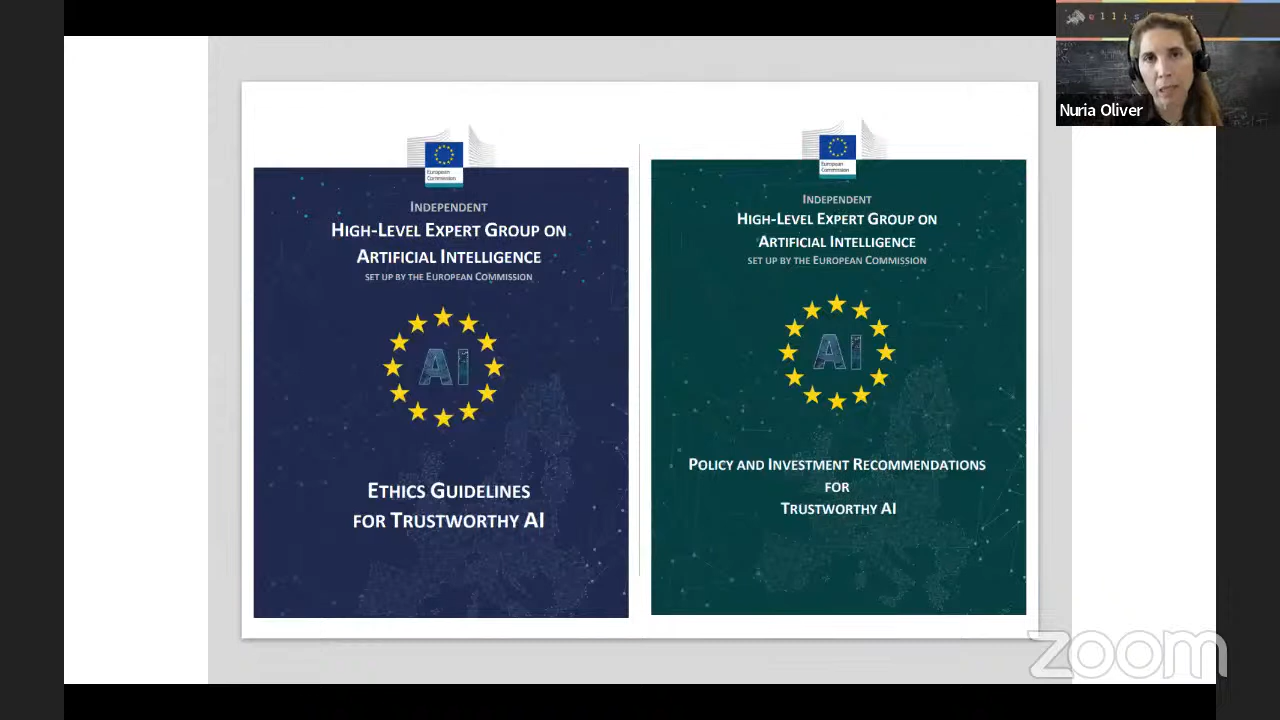 ellis
Nuria Oliver
European
Commission
INDEPENDENT
HIGH-LEVEL EXPERT GROUP ON
ARTIFICIAL INTELLIGENCE
SET UP BY THE EUROPEAN COMMISSION
AI
ETHICS GUIDELINES
FOR TRUSTWORTHY AI
European
Commission
INDEPENDENT
HIGH-LEVEL EXPERT GROUP ON
ARTIFICIAL INTELLIGENCE
SET UP BY THE EUROPEAN COMMISSION
AI
POLICY AND INVESTMENT RECOMMENDATIONS
FOR
TRUSTWORTHY AI
zoom